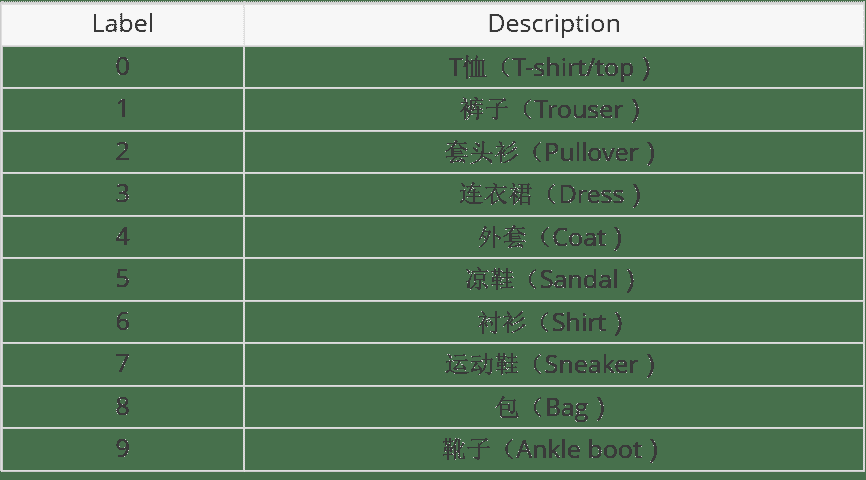 Label Description
0 T恤（T-shirt/top )
1 裤子（Trouser )
2 套头衫（Pullover )
3 连衣裙（Dress )
4 外套（Coat )
5 凉鞋（Sandal )
6 衬衫（Shirt )
7 运动鞋（Sneaker )
8 包（Bag )
9 靴子（Ankle boot )